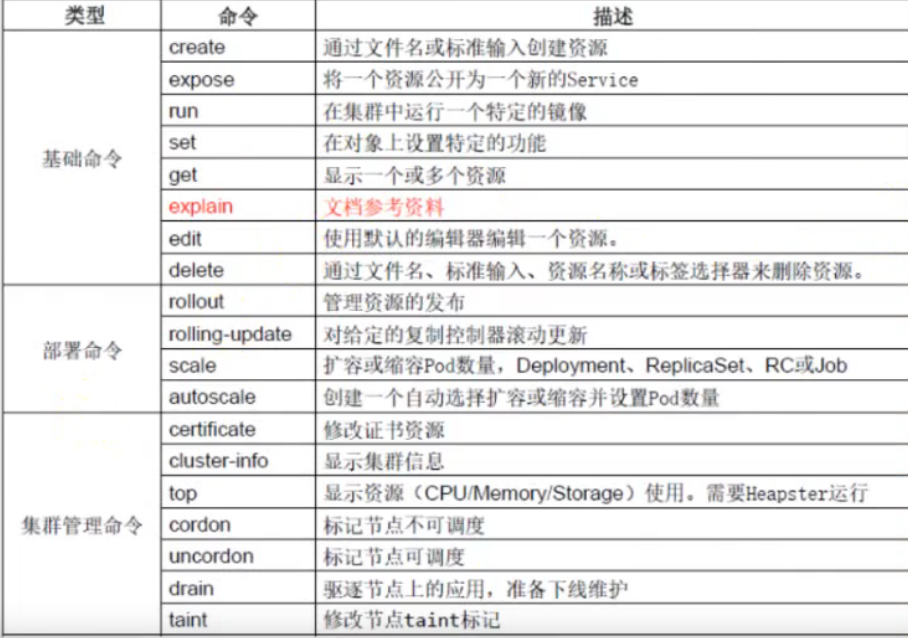 类型 命令 描述
create 通过文件名或标准输入创建资源
expose 将一个资源公开为一个新的Service
run 在集群中运行一个特定的镜像
set 在对象上设置特定的功能
基础命令
get 显示一个或多个资源
explain 文档参考资料
edit 使用默认的编辑器编辑一个资源。
delete 通过文件名、标准输入、资源名称或标签选择器来删除资源。
rollout 管理资源的发布
rolling-update 对给定的复制控制器滚动更新
部署命令
scale 扩容或缩容Pod数量，Deployment、ReplicaSet、RC或Job
autoscale 创建一个自动选择扩容或缩容并设置Pod数量
certificate 修改证书资源
cluster-info 显示集群信息
top 显示资源（CPU/Memory/Storage）使用。需要Heapster运行
集群管理命令
cordon 标记节点不可调度
uncordon 标记节点可调度
drain 驱逐节点上的应用，准备下线维护
taint 修改节点taint标记